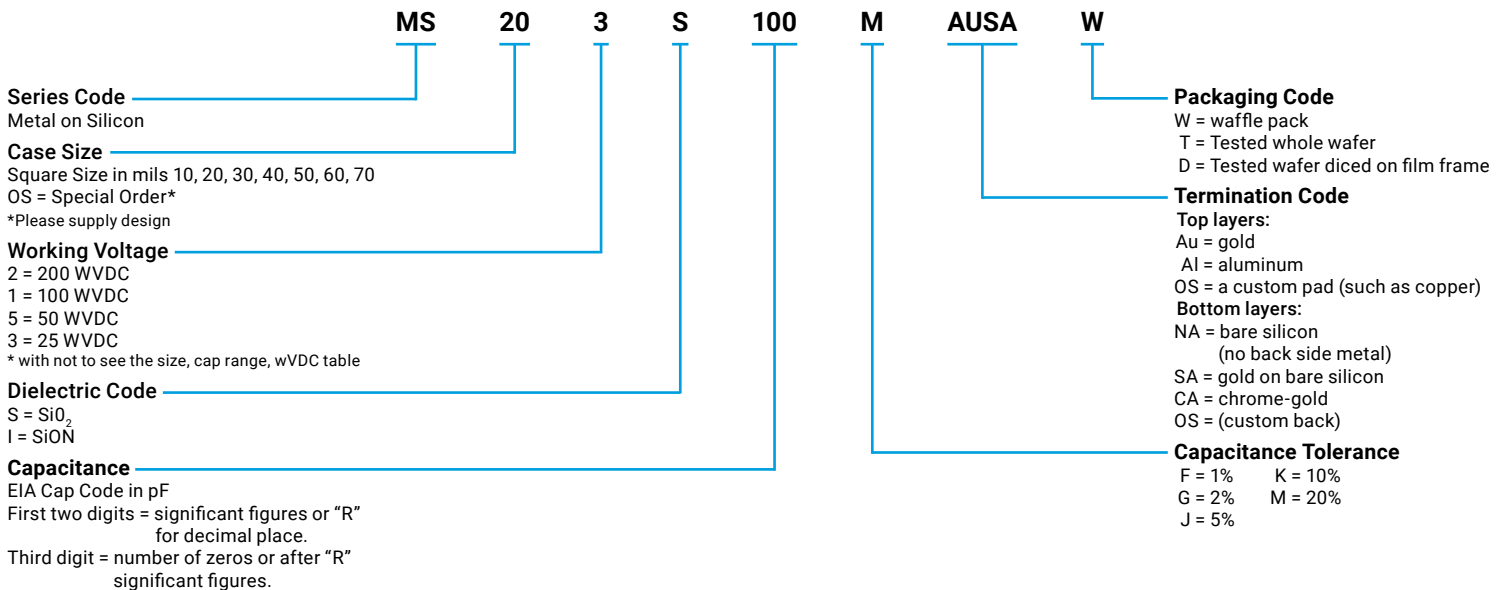 MS 20 3 S 100 M AUSA W
Series Code
Metal on Silicon
Case Size
Square Size in mils 10, 20, 30, 40, 50, 60, 70
OS = Special Order*
*Please supply design
Working Voltage
2 = 200 WVDC
1 = 100 WVDC
5 = 50 WVDC
3 = 25 WVDC
* with not to see the size, cap range, wVDC table
Dielectric Code
S = Si0₂
I = SiON
Capacitance
EIA Cap Code in pF
First two digits = significant figures or “R”
for decimal place.
Third digit = number of zeros or after “R”
significant figures.
Packaging Code
W = waffle pack
T = Tested whole wafer
D = Tested wafer diced on film frame
Termination Code
Top layers:
Au = gold
Al = aluminum
OS = a custom pad (such as copper)
Bottom layers:
NA = bare silicon
(no back side metal)
SA = gold on bare silicon
CA = chrome-gold
OS = (custom back)
Capacitance Tolerance
F = 1% K = 10%
G = 2% M = 20%
J = 5%